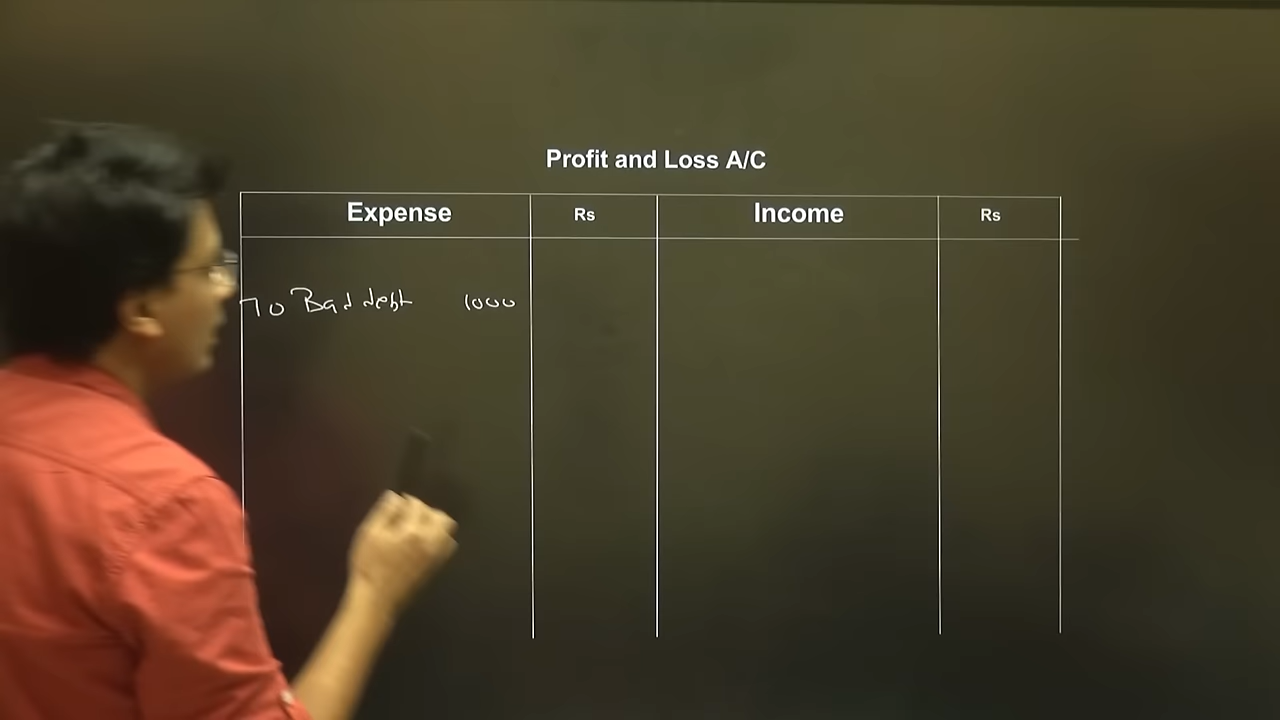 Profit and Loss A/C
Expense Rs Income Rs
To Bad debt 1000